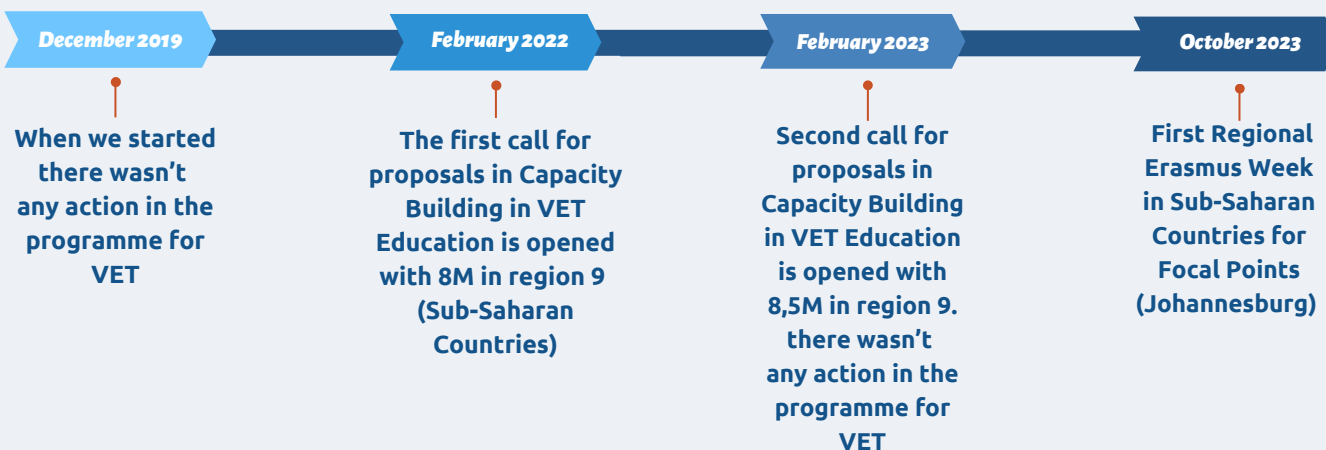 December 2019
When we started
there wasn't
any action in the
programme for
VET
February 2022
The first call for
proposals in Capacity
Building in VET
Education is opened
with 8M in region 9
(Sub-Saharan
Countries)
February 2023
Second call for
proposals in
Capacity Building
in VET Education
is opened with
8,5M in region 9.
there wasn't
any action in the
programme for
VET
October 2023
First Regional
Erasmus Week
in Sub-Saharan
Countries for
Focal Points
(Johannesburg)